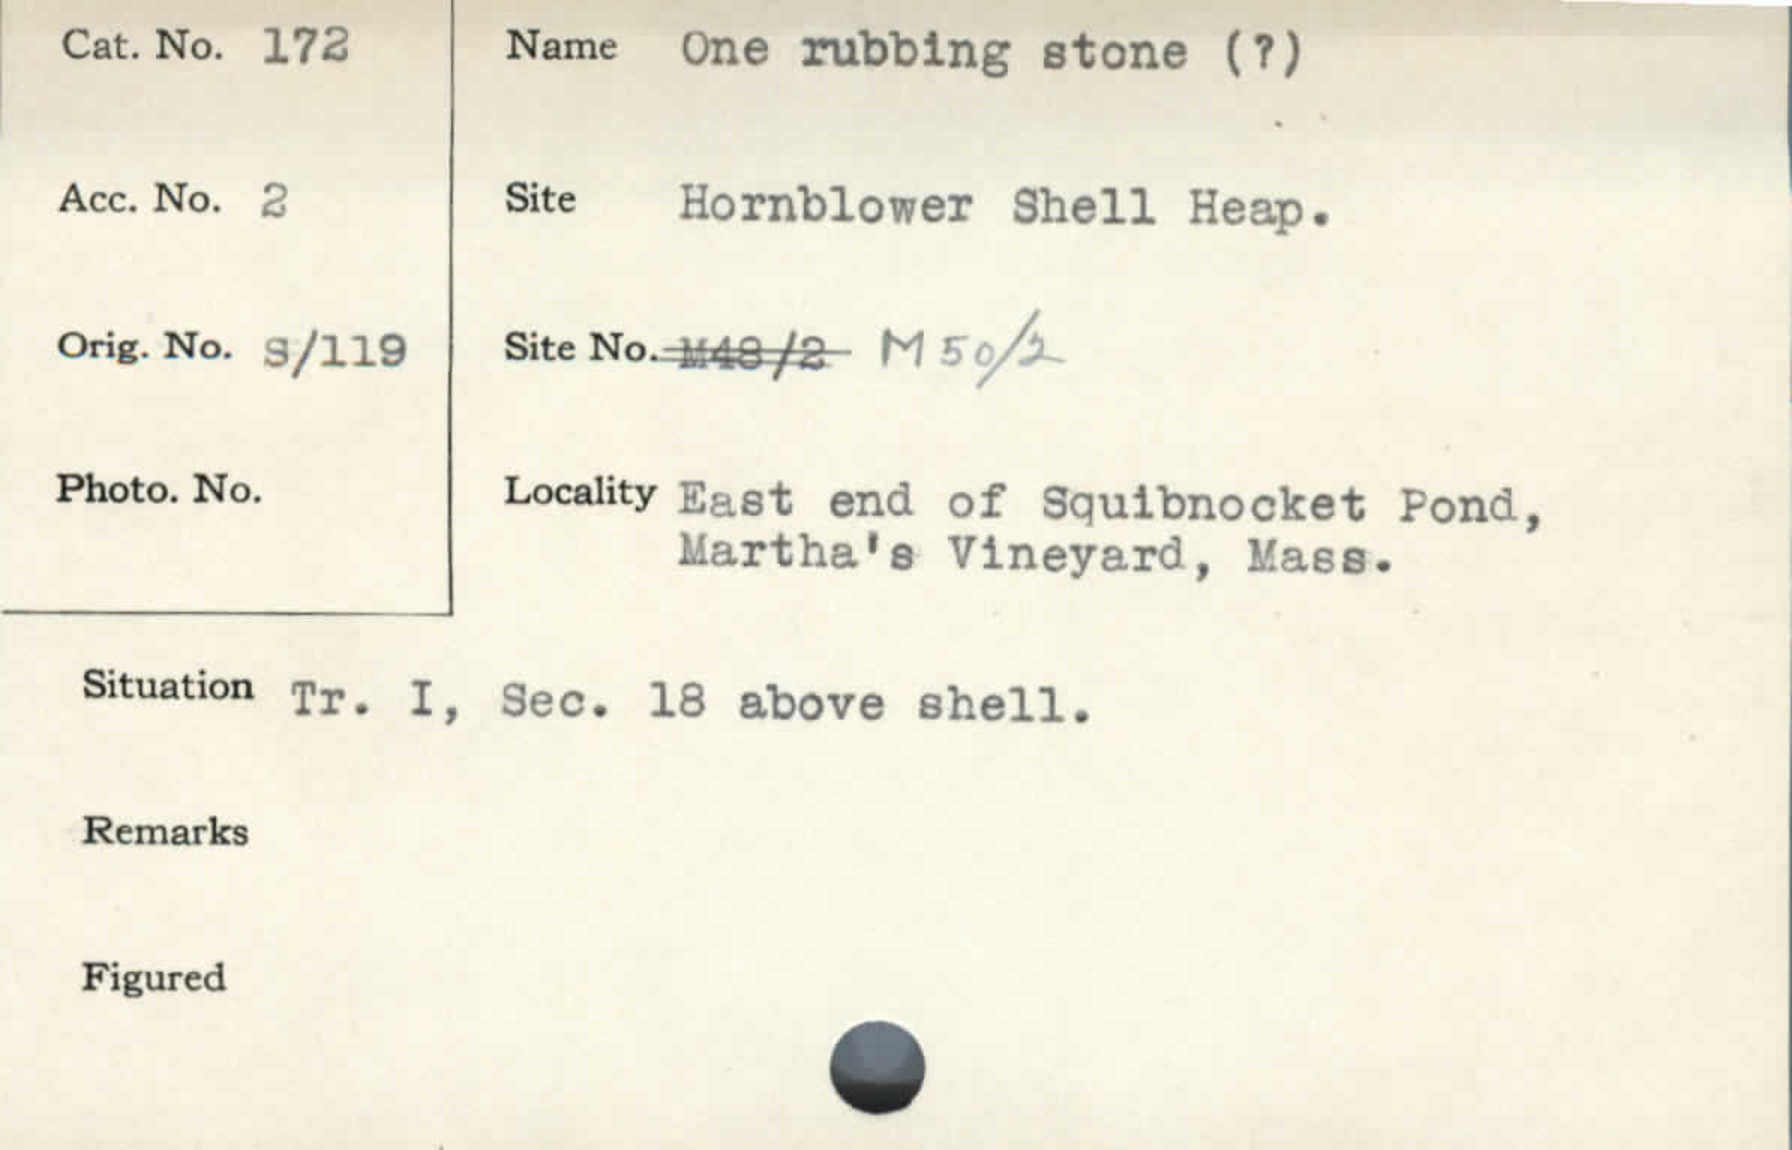 Cat. No. 172
Name One rubbing stone (?)
Acc. No. 2
Site Hornblower Shell Heap.
Orig. No. S/119
Site No. M48/2 M50/2
Photo. No.
Locality East end of Squibnocket Pond,
Martha's Vineyard, Mass.
Situation Tr. I, Sec. 18 above shell.
Remarks
Figured